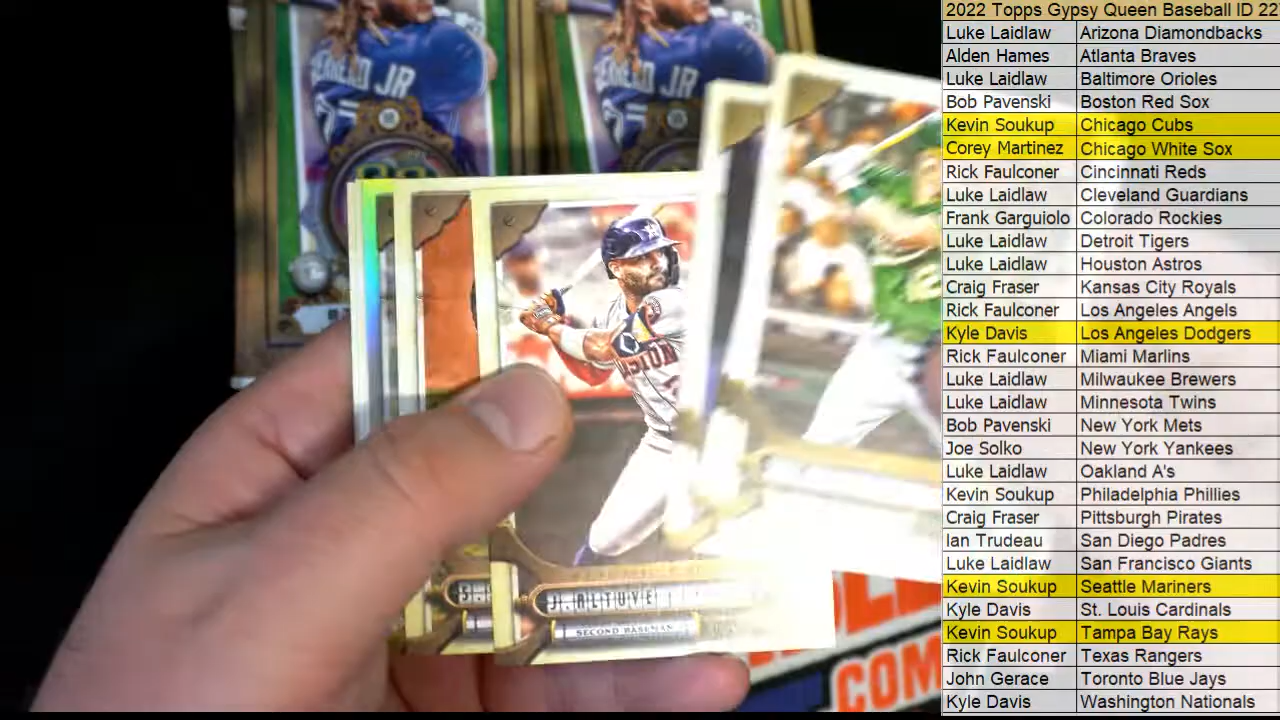 2022 Topps Gypsy Queen Baseball ID 22
Luke Laidlaw Arizona Diamondbacks
Alden Hames Atlanta Braves
Luke Laidlaw Baltimore Orioles
Bob Pavenski Boston Red Sox
Kevin Soukup Chicago Cubs
Corey Martinez Chicago White Sox
Rick Faulconer Cincinnati Reds
Luke Laidlaw Cleveland Guardians
Frank Garguiolo Colorado Rockies
Luke Laidlaw Detroit Tigers
Luke Laidlaw Houston Astros
Craig Fraser Kansas City Royals
Rick Faulconer Los Angeles Angels
Kyle Davis Los Angeles Dodgers
Rick Faulconer Miami Marlins
Luke Laidlaw Milwaukee Brewers
Luke Laidlaw Minnesota Twins
Bob Pavenski New York Mets
Joe Solko New York Yankees
Luke Laidlaw Oakland A's
Kevin Soukup Philadelphia Phillies
Craig Fraser Pittsburgh Pirates
Ian Trudeau San Diego Padres
Luke Laidlaw San Francisco Giants
Kevin Soukup Seattle Mariners
Kyle Davis St. Louis Cardinals
Kevin Soukup Tampa Bay Rays
Rick Faulconer Texas Rangers
John Gerace Toronto Blue Jays
Kyle Davis Washington Nationals
JR
JR
S.
J. ALTUVE
SECOND BASEMAN
COM